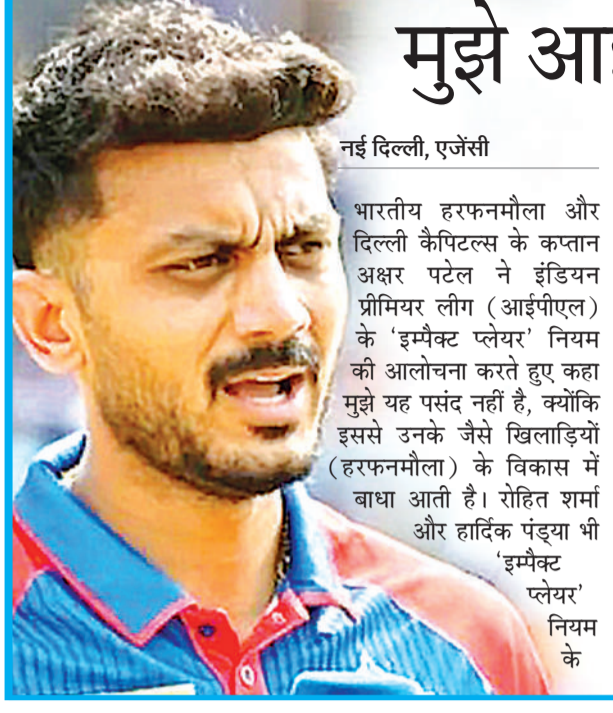 मुझे
नई दिल्ली, एजेंसी
भारतीय हरफनमौला और
दिल्ली कैपिटल्स के कप्तान
अक्षर पटेल ने इंडियन
प्रीमियर लीग (आईपीएल)
के ‘इम्पैक्ट प्लेयर’ नियम
की आलोचना करते हुए कहा
मुझे यह पसंद नहीं है, क्योंकि
इससे उनके जैसे खिलाड़ियों
(हरफनमौला) के विकास में
बाधा आती है। रोहित शर्मा
और हार्दिक पंड्या भी
‘इम्पैक्ट
प्लेयर’
नियम
के